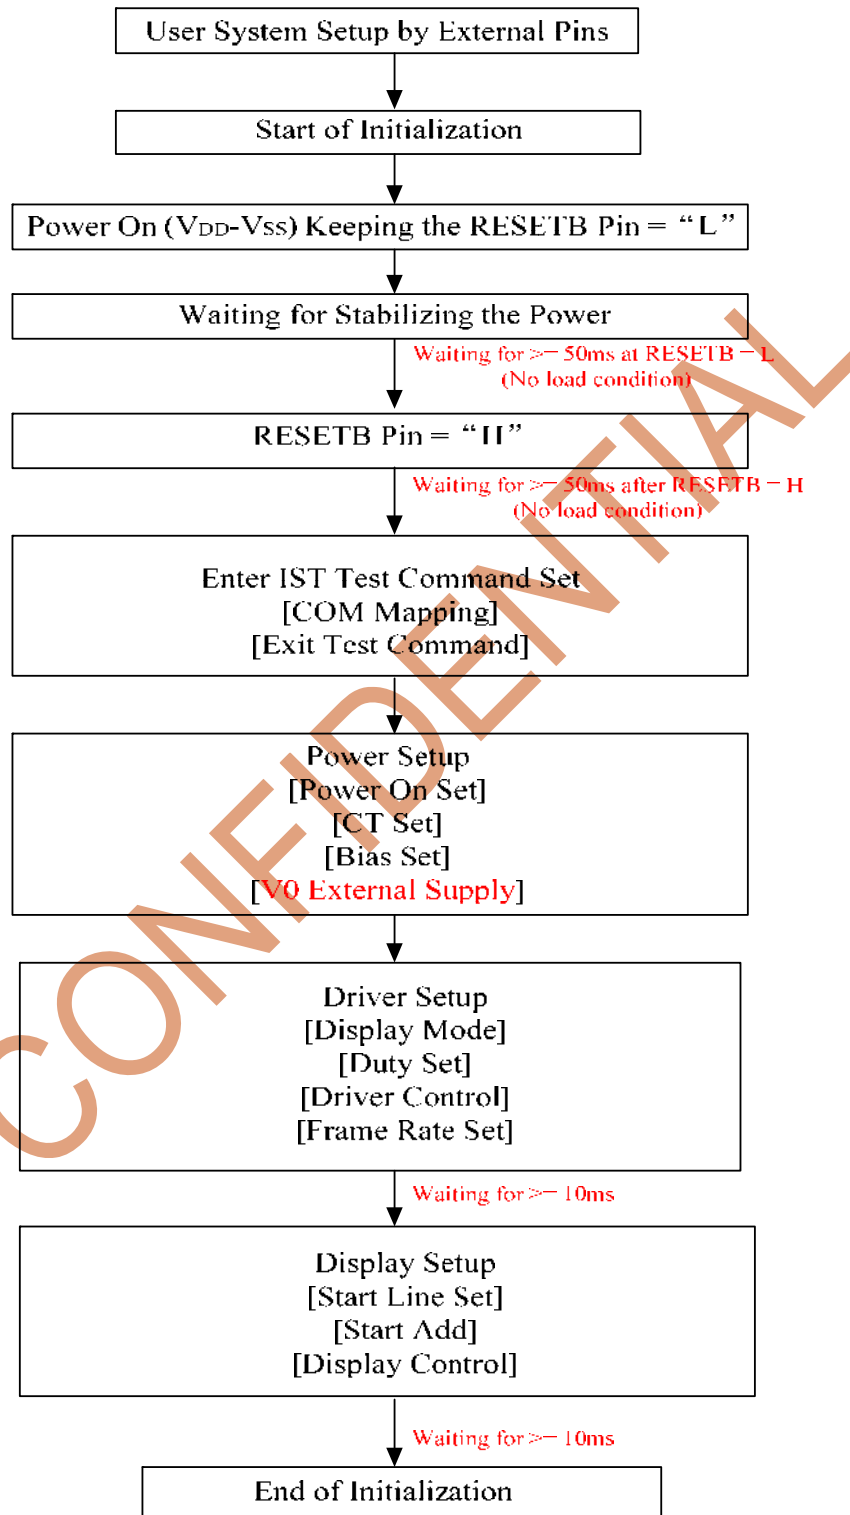 User System Setup by External Pins
Start of Initialization
Power On (VDD-VSS) Keeping the RESETB Pin = “L”
Waiting for Stabilizing the Power
Waiting for >= 50ms at RESETB = L
(No load condition)
RESETB Pin = “H”
Waiting for >= 50ms after RESETB = H
(No load condition)
Enter IST Test Command Set
[COM Mapping]
[Exit Test Command]
Power Setup
[Power On Set]
[CT Set]
[Bias Set]
[V0 External Supply]
Driver Setup
[Display Mode]
[Duty Set]
[Driver Control]
[Frame Rate Set]
Waiting for >= 10ms
Display Setup
[Start Line Set]
[Start Add]
[Display Control]
Waiting for >= 10ms
End of Initialization
CONFIDENTIAL